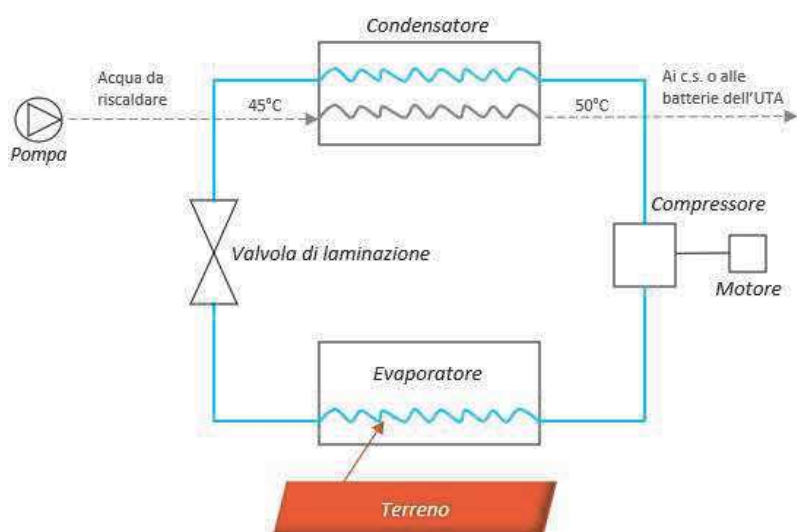 Condensatore
Acqua da
riscaldare
45°C
50°C
Ai c.s. o alle
batterie dell'UTA
Pompa
Compressore
Valvola di laminazione
Motore
Evaporatore
Terreno